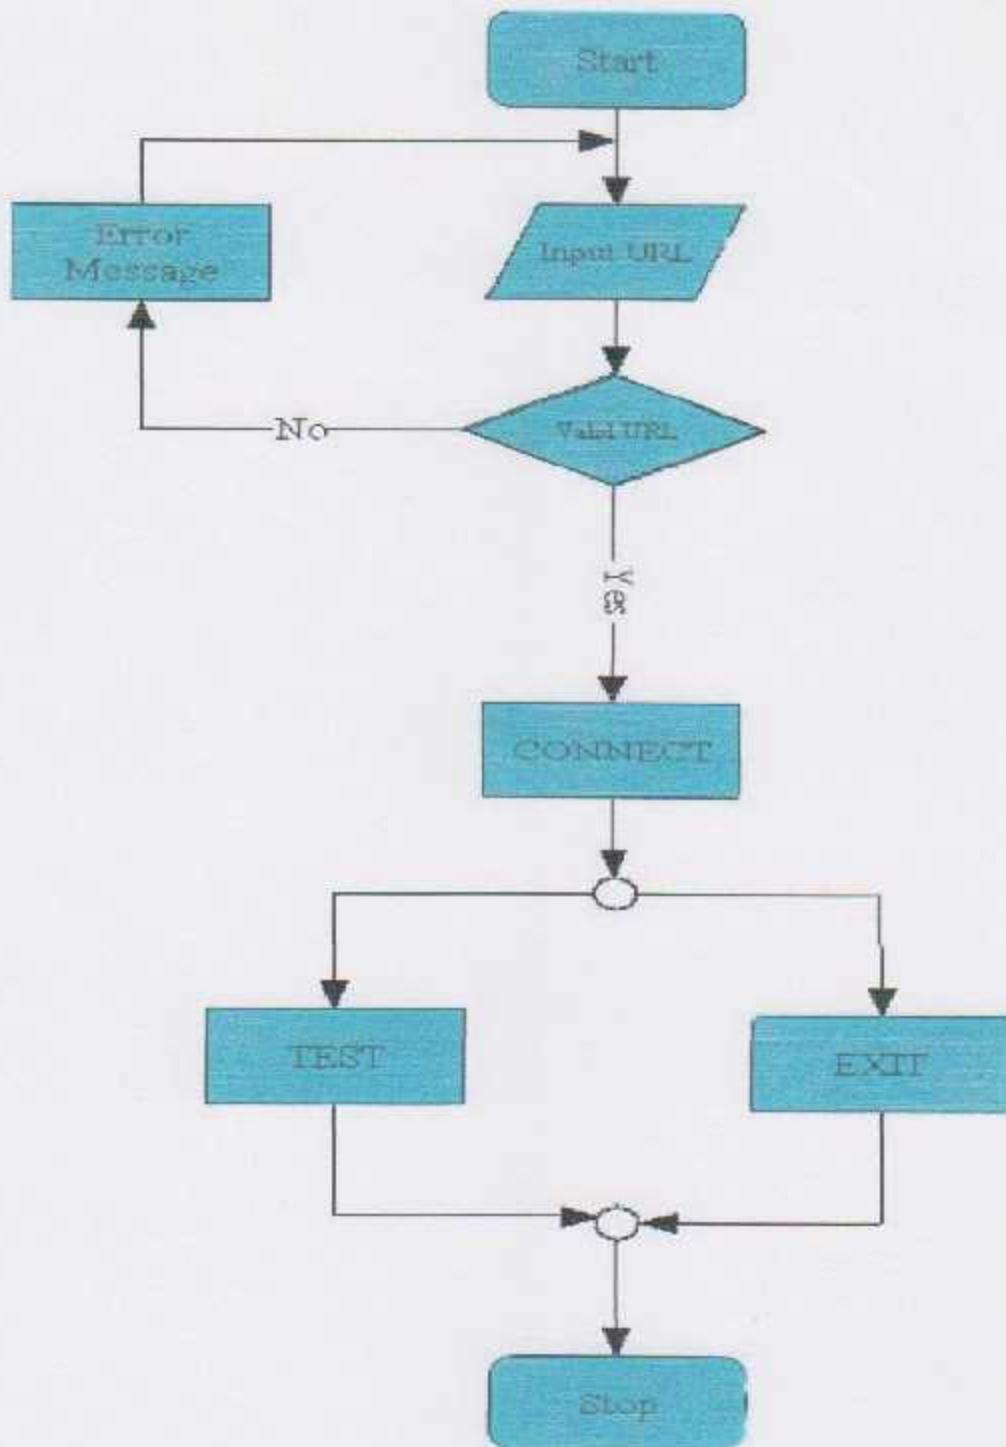 Start
Error
Message
Input URL
Valid URL
No
Yes
CONNECT
TEST
EXIT
Stop